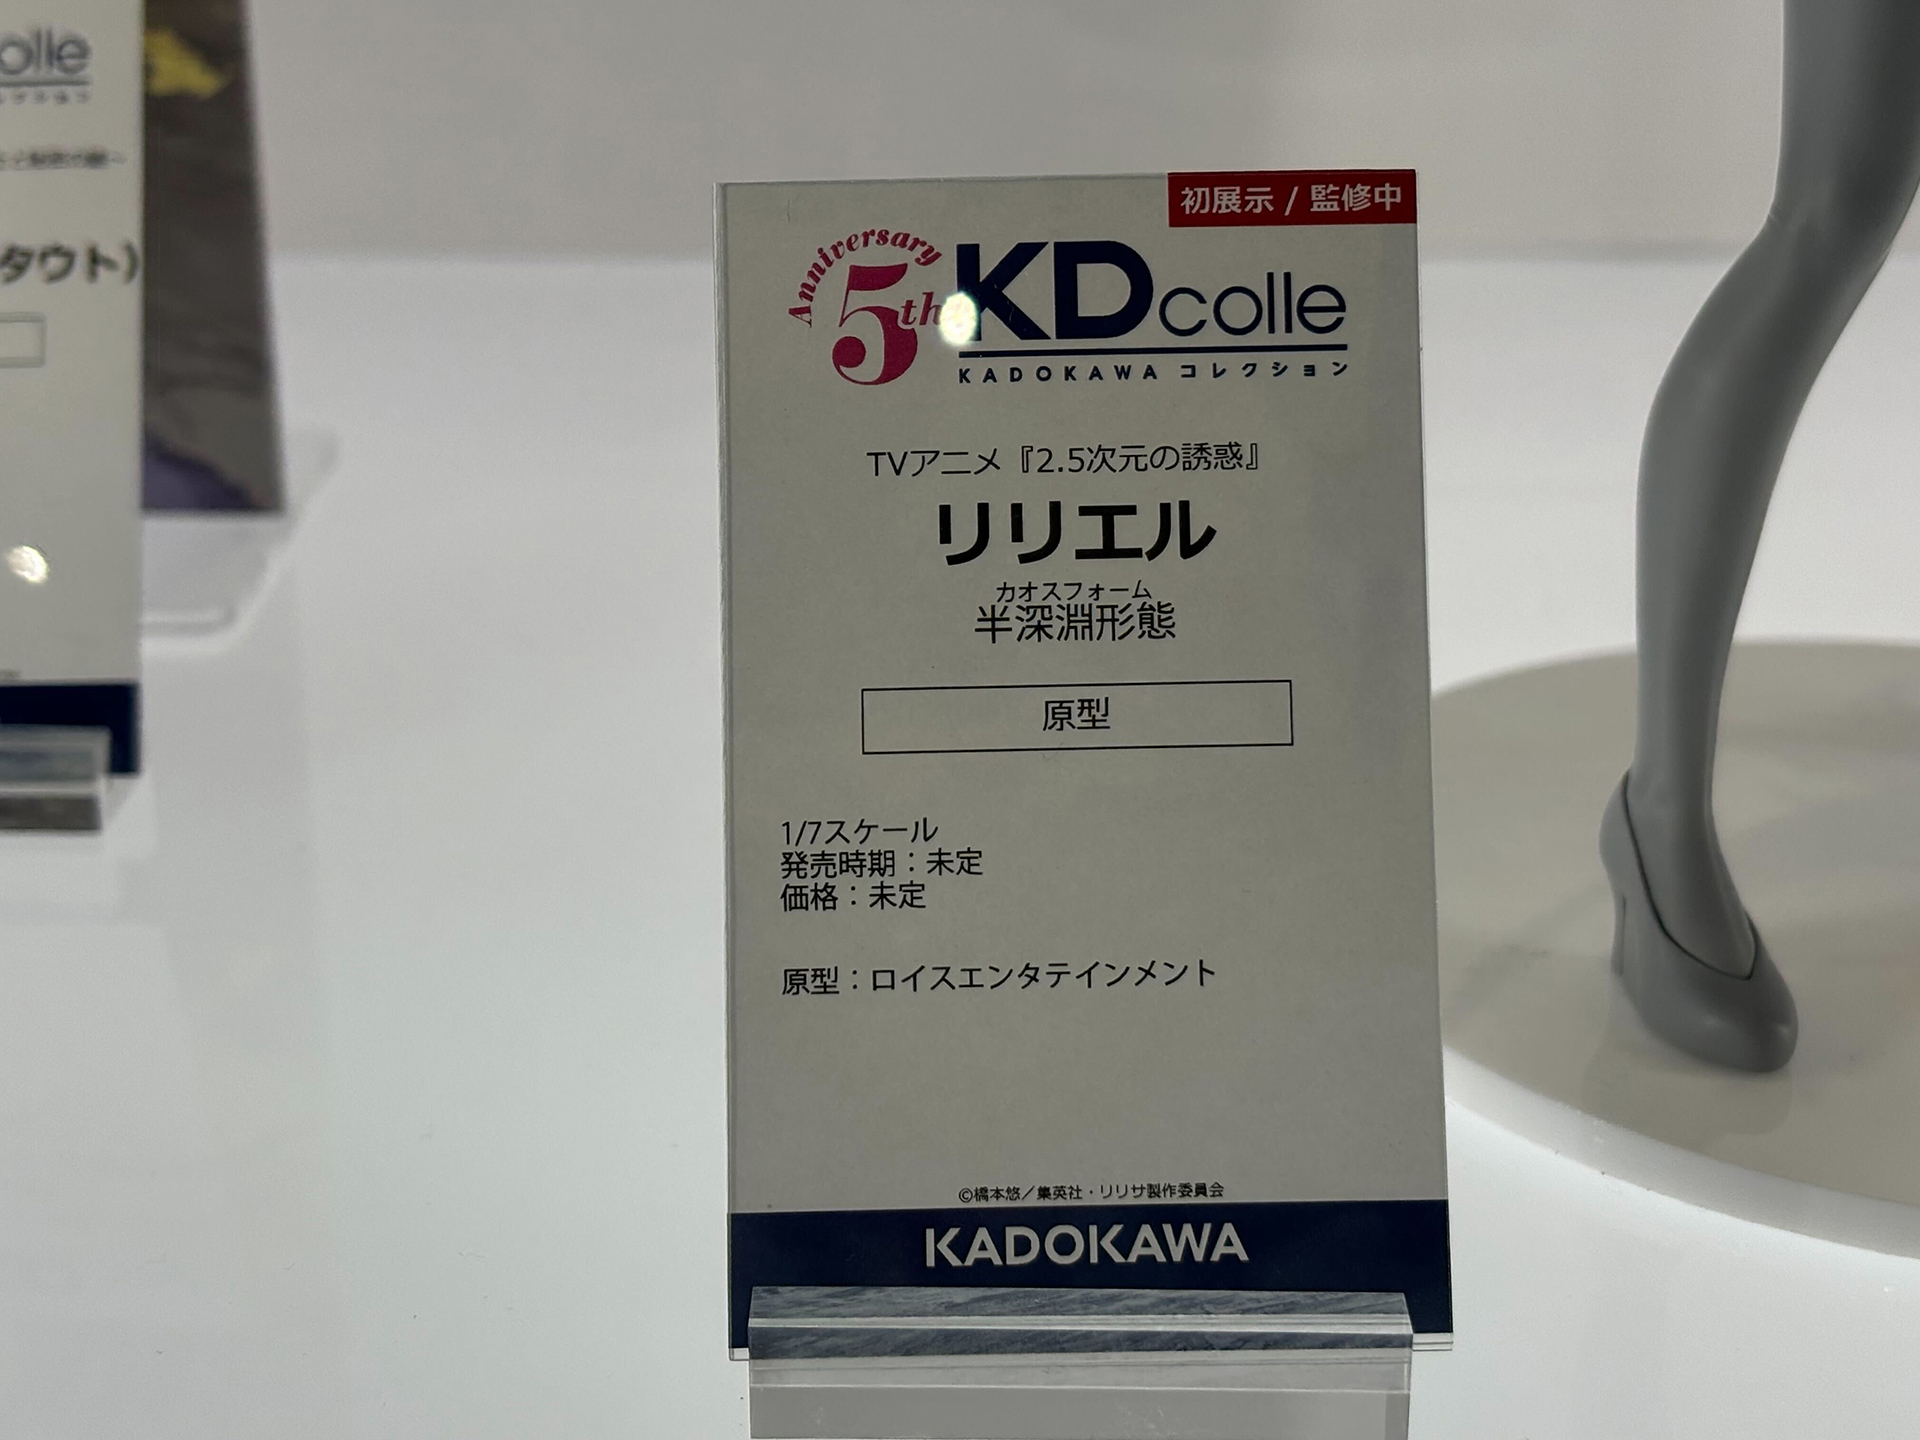 olle
タウト)
初展示 / 監修中
Anniversary
5th
KDcolle
KADOKAWA コレクション
TVアニメ『2.5次元の誘惑』
リリエル
カオスフォーム
半深淵形態
原型
1/7スケール
発売時期：未定
価格：未定
原型：ロイスエンタテインメント
©橋本悠／集英社・リリサ製作委員会
KADOKAWA